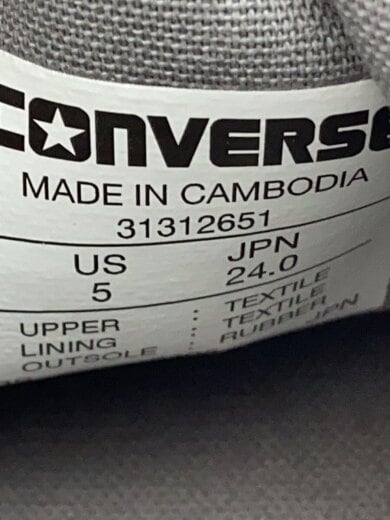 CONVERSE
MADE IN CAMBODIA
31312651
US JPN
5 24.0
UPPER : TEXTILE
LINING : TEXTILE
OUTSOLE : RUBBER JPN